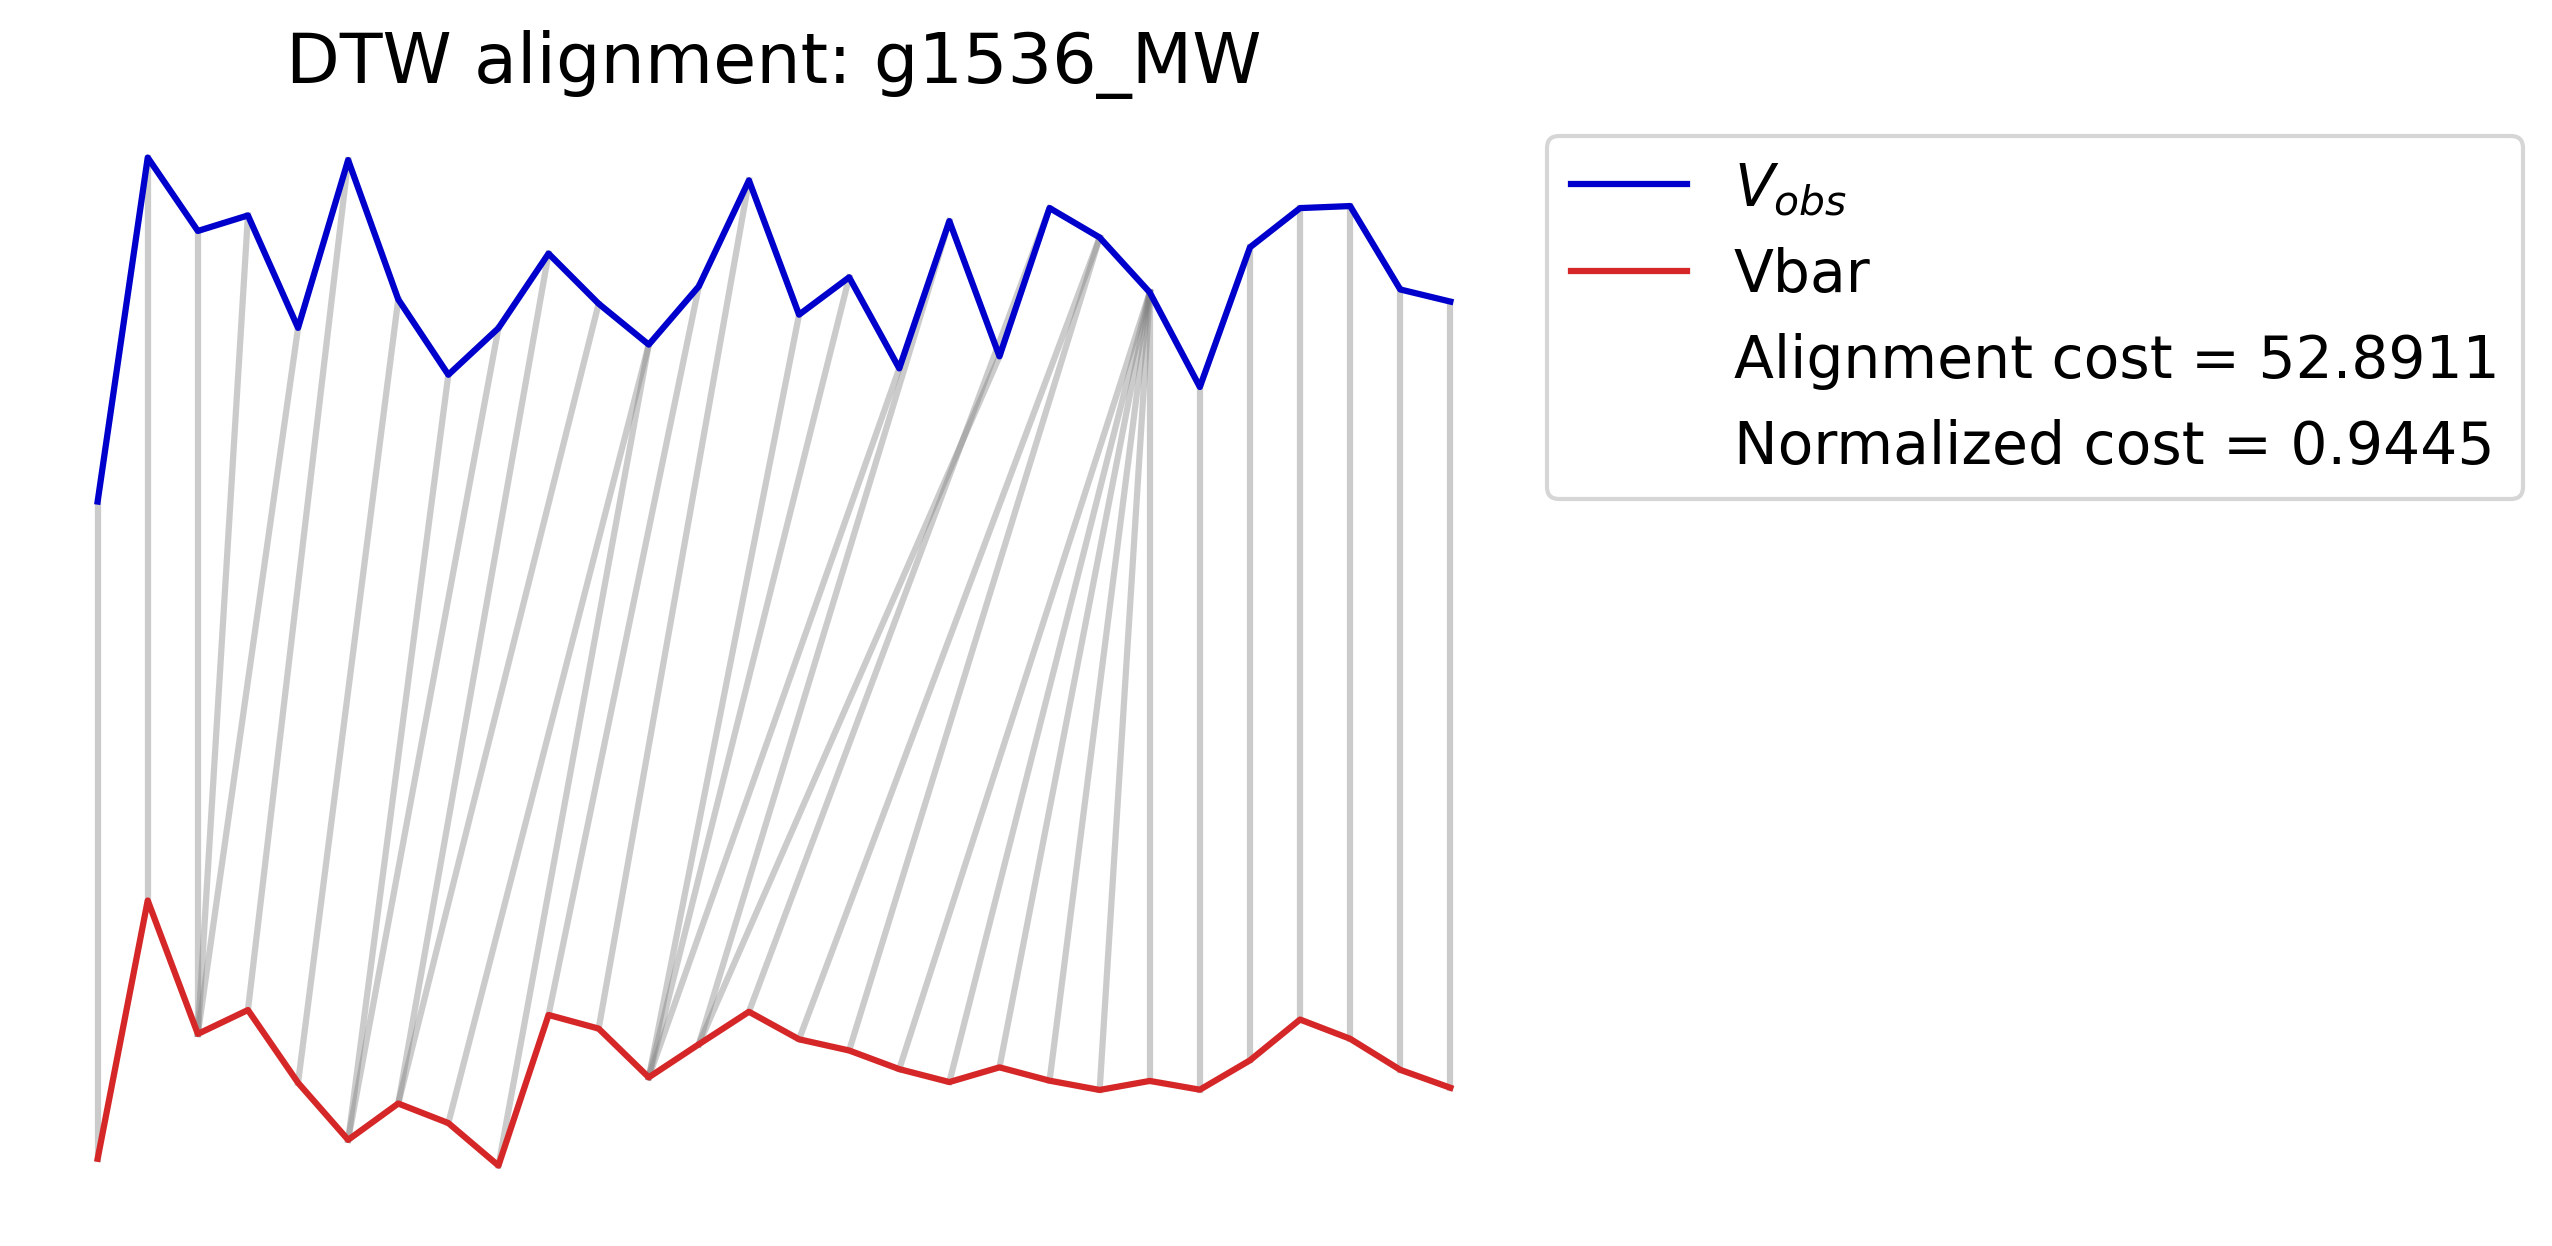 DTW alignment: g1536_MW
V_obs
Vbar
Alignment cost = 52.8911
Normalized cost = 0.9445